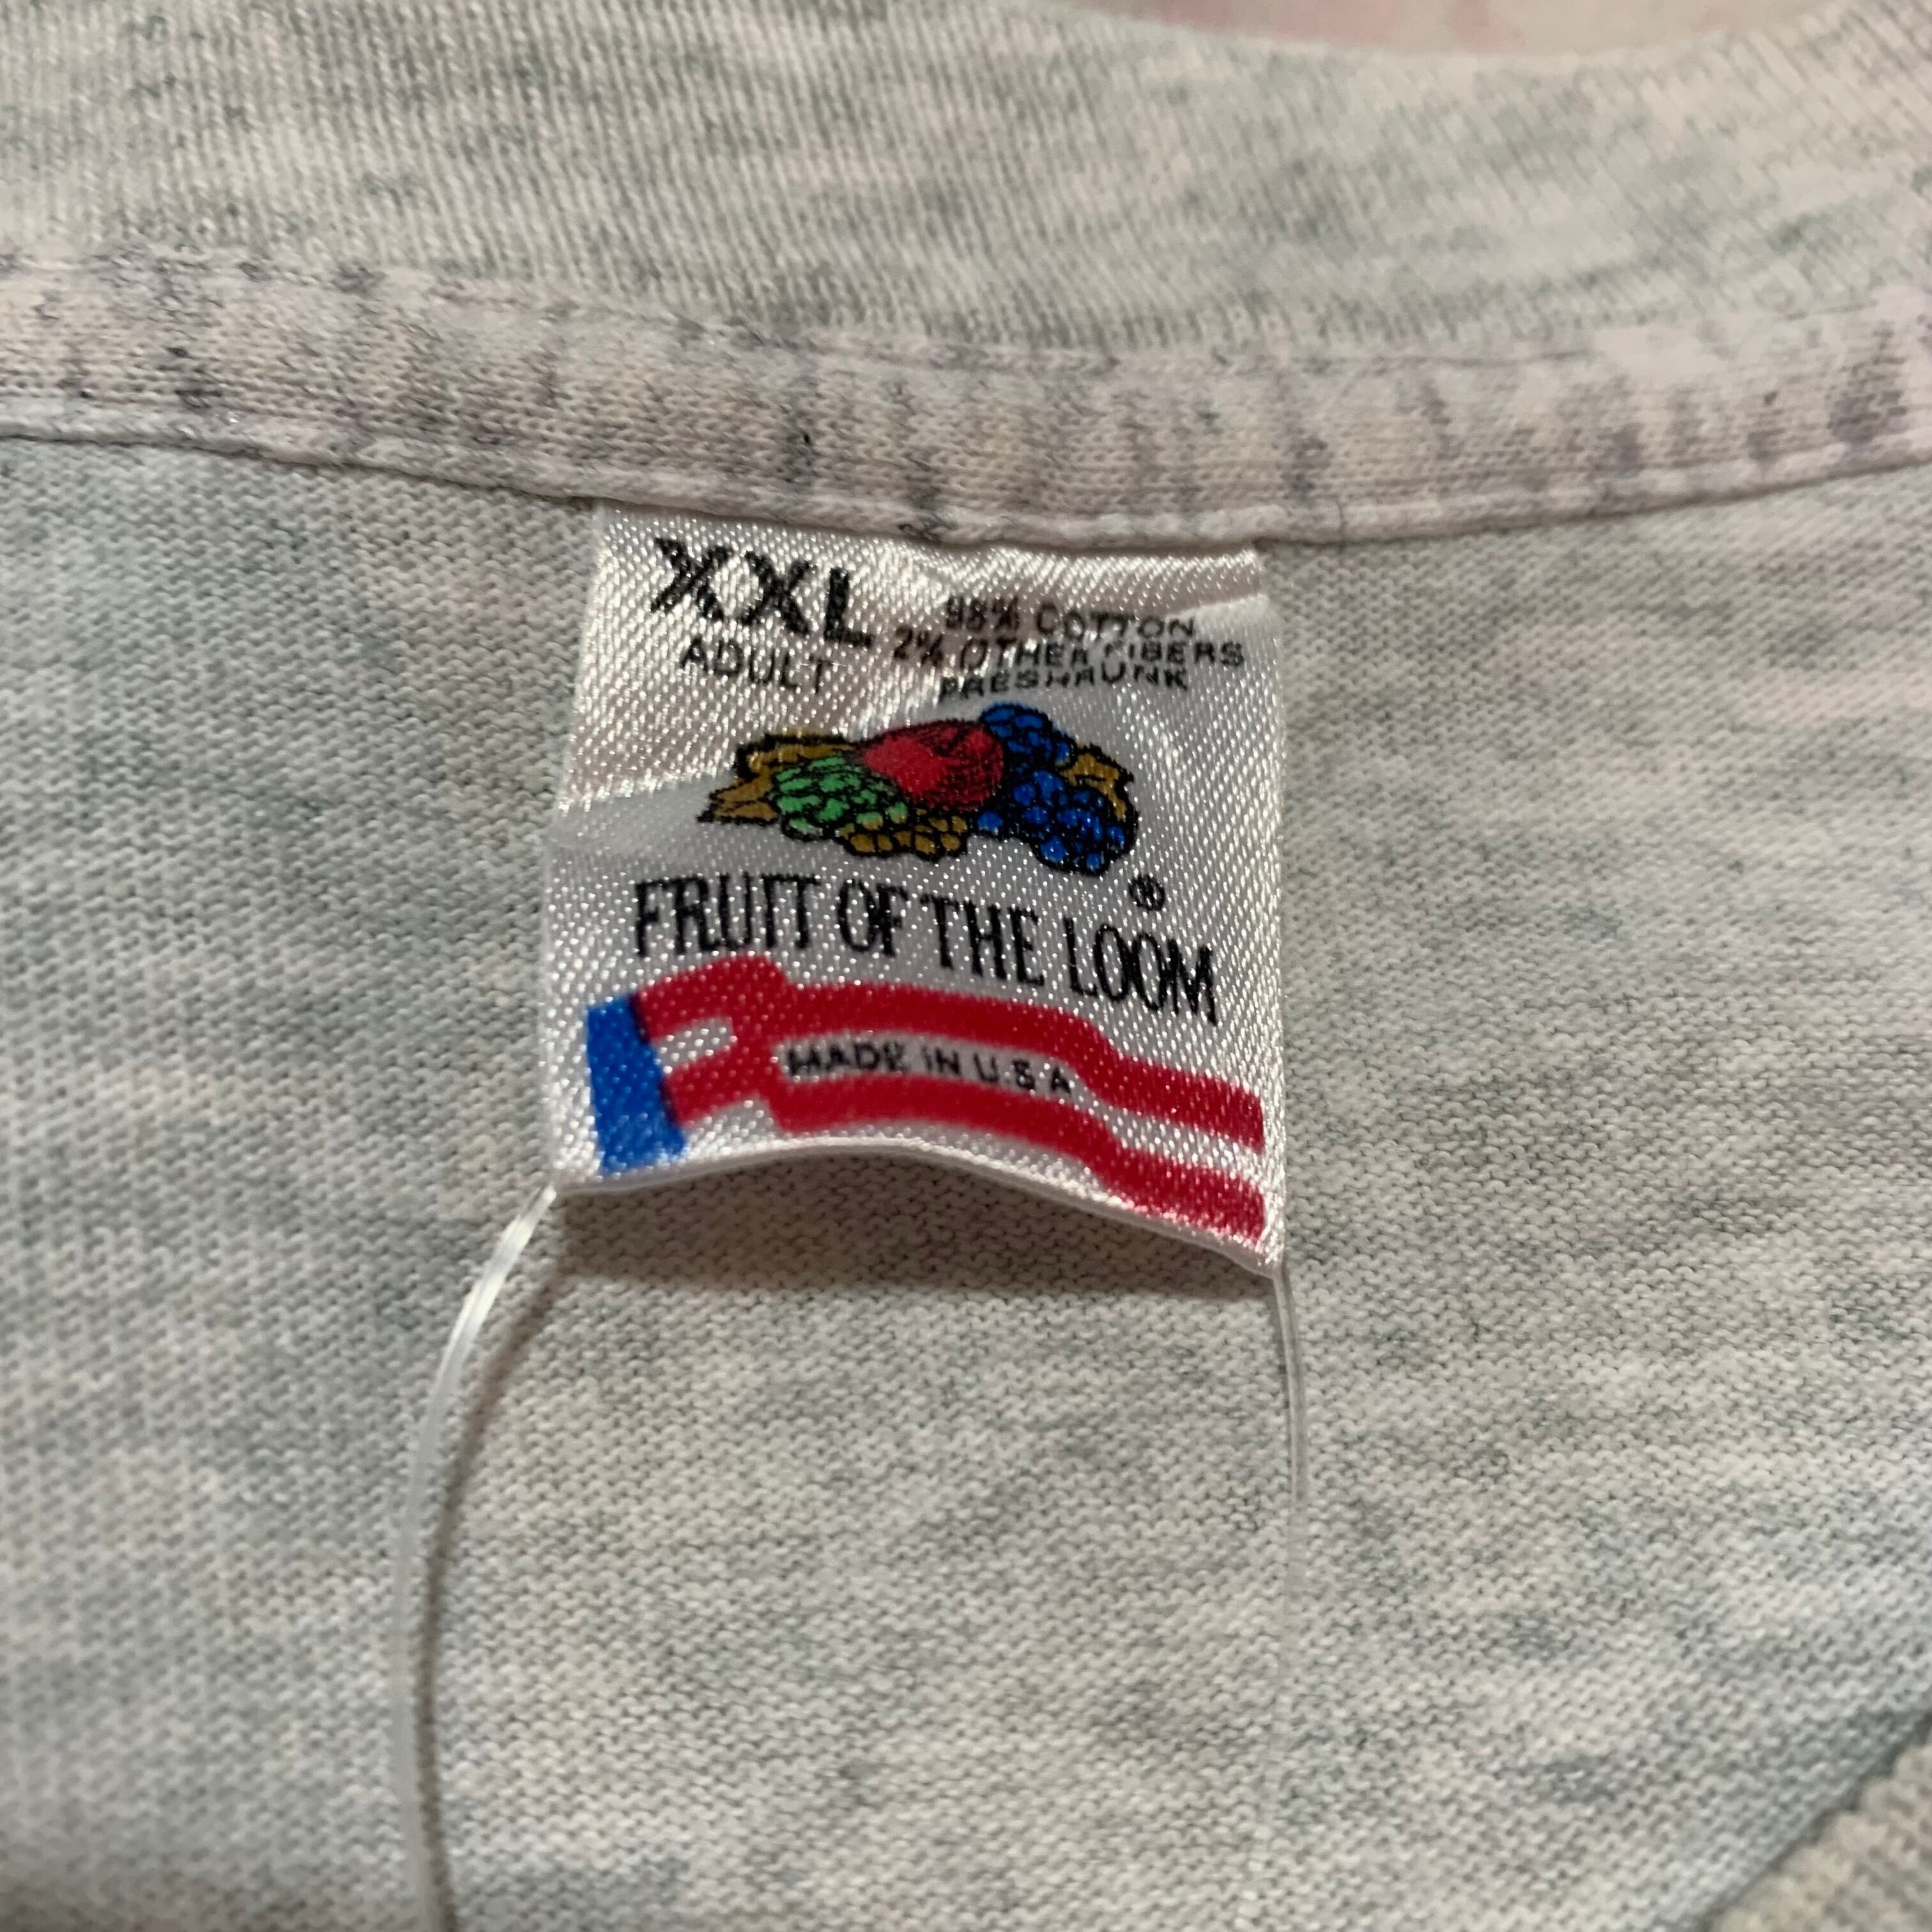 XXL
ADULT
98% COTTON
2% OTHER FIBERS
PRESHRUNK
®
FRUIT OF THE LOOM
MADE IN U.S.A